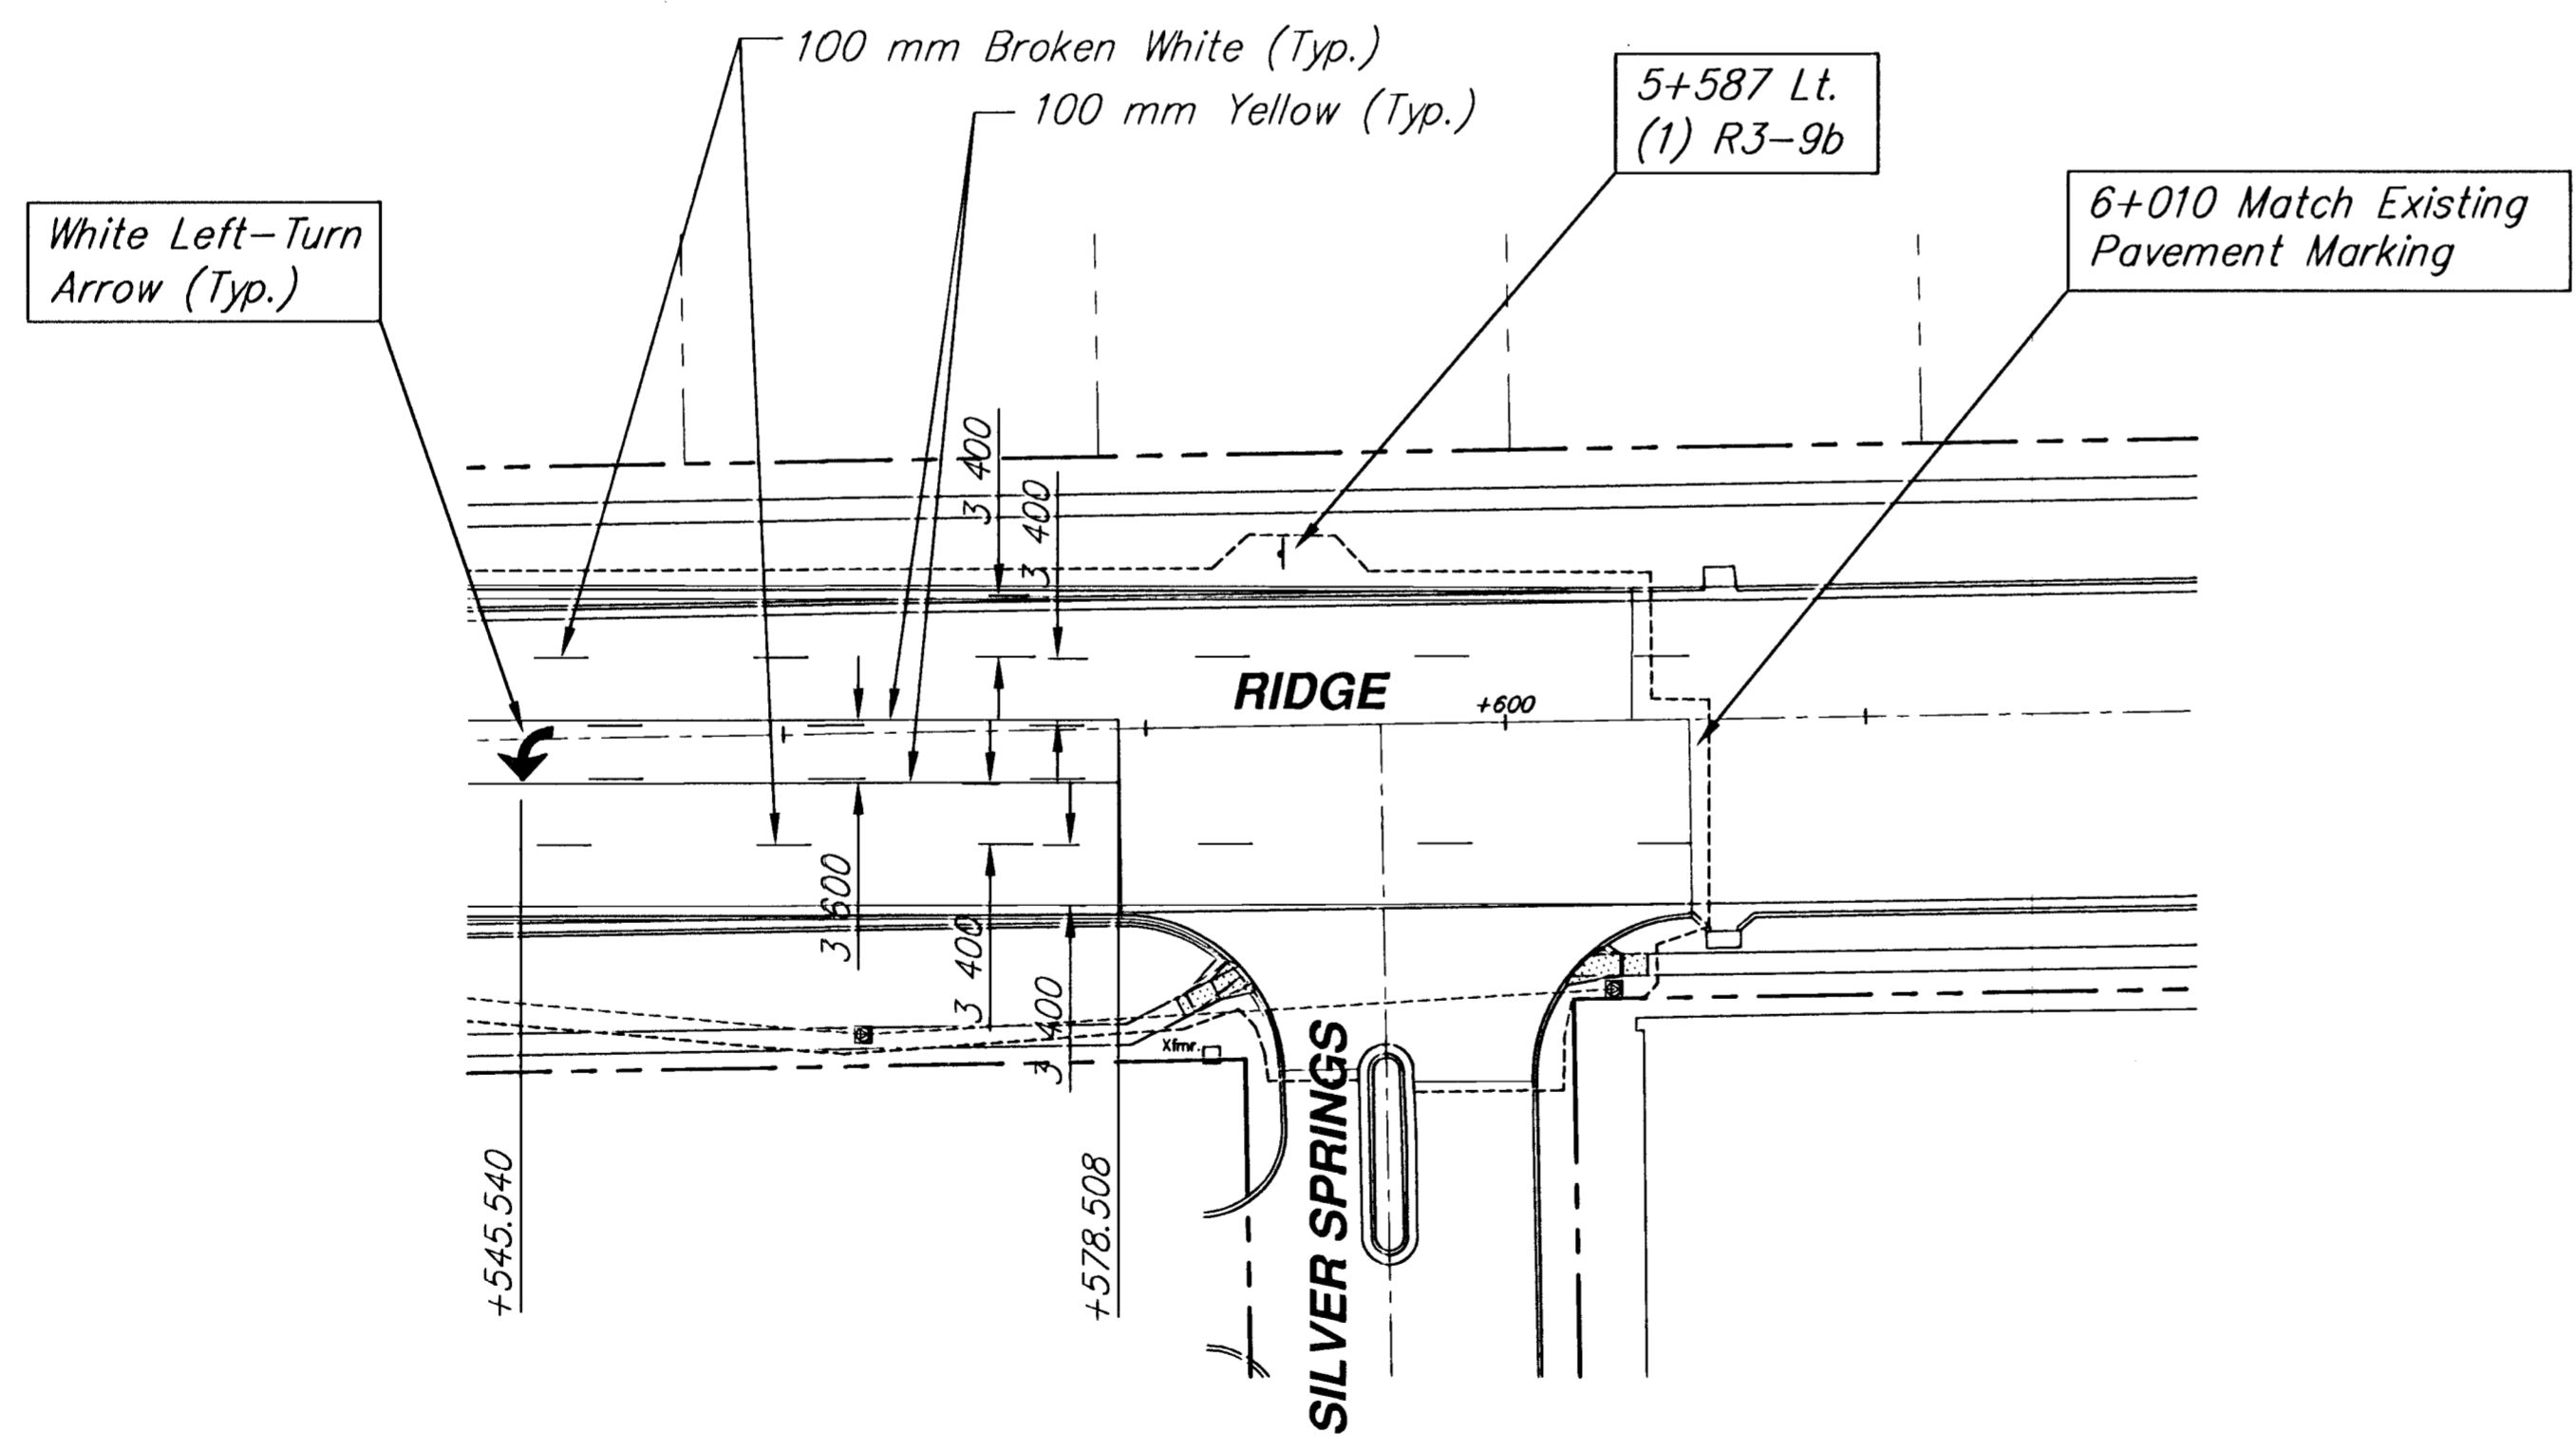 100 mm Broken White (Typ.)
100 mm Yellow (Typ.)
5+587 Lt.
(1) R3-9b
6+010 Match Existing
Pavement Marking
White Left-Turn
Arrow (Typ.)
3 400
3 400
RIDGE
+600
3 600
3 400
3 400
Xfmr.
SILVER SPRINGS
+545.540
+578.508